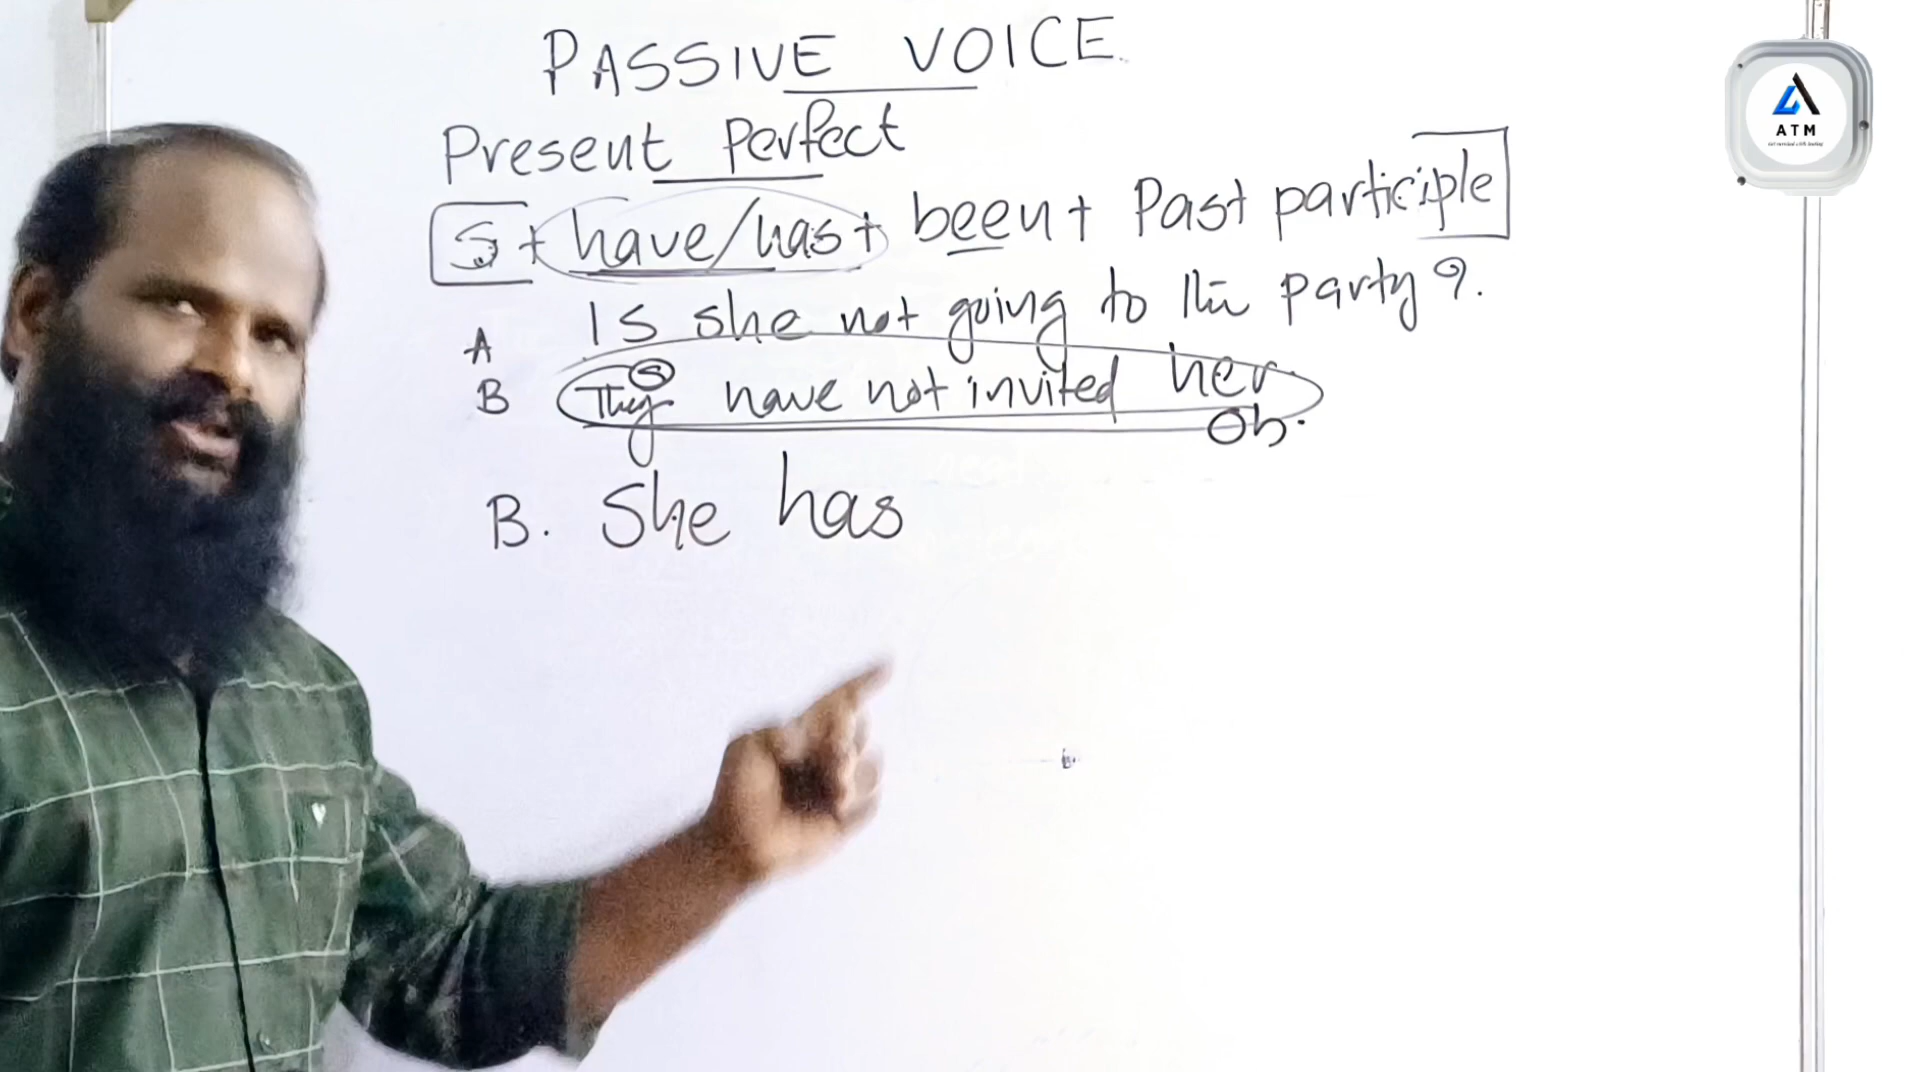 PASSIVE VOICE.
Present Perfect
S + have/has + been + Past participle
A Is she not going to the party?.
B They have not invited her.
S
Ob.
B. She has
ATM